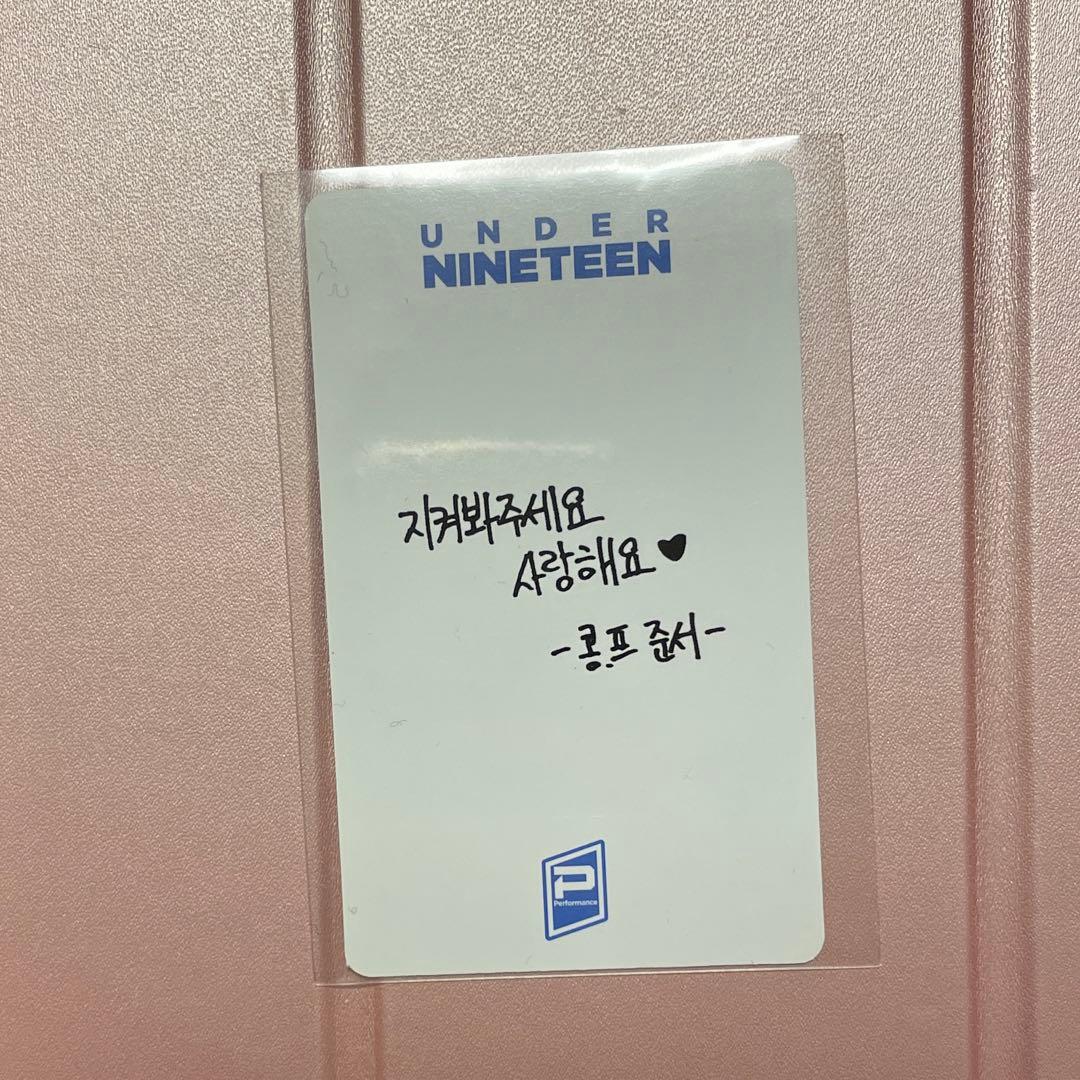 UNDER
NINETEEN
지켜봐주세요
사랑해요♥
-콩.프 준서-
P
Performance